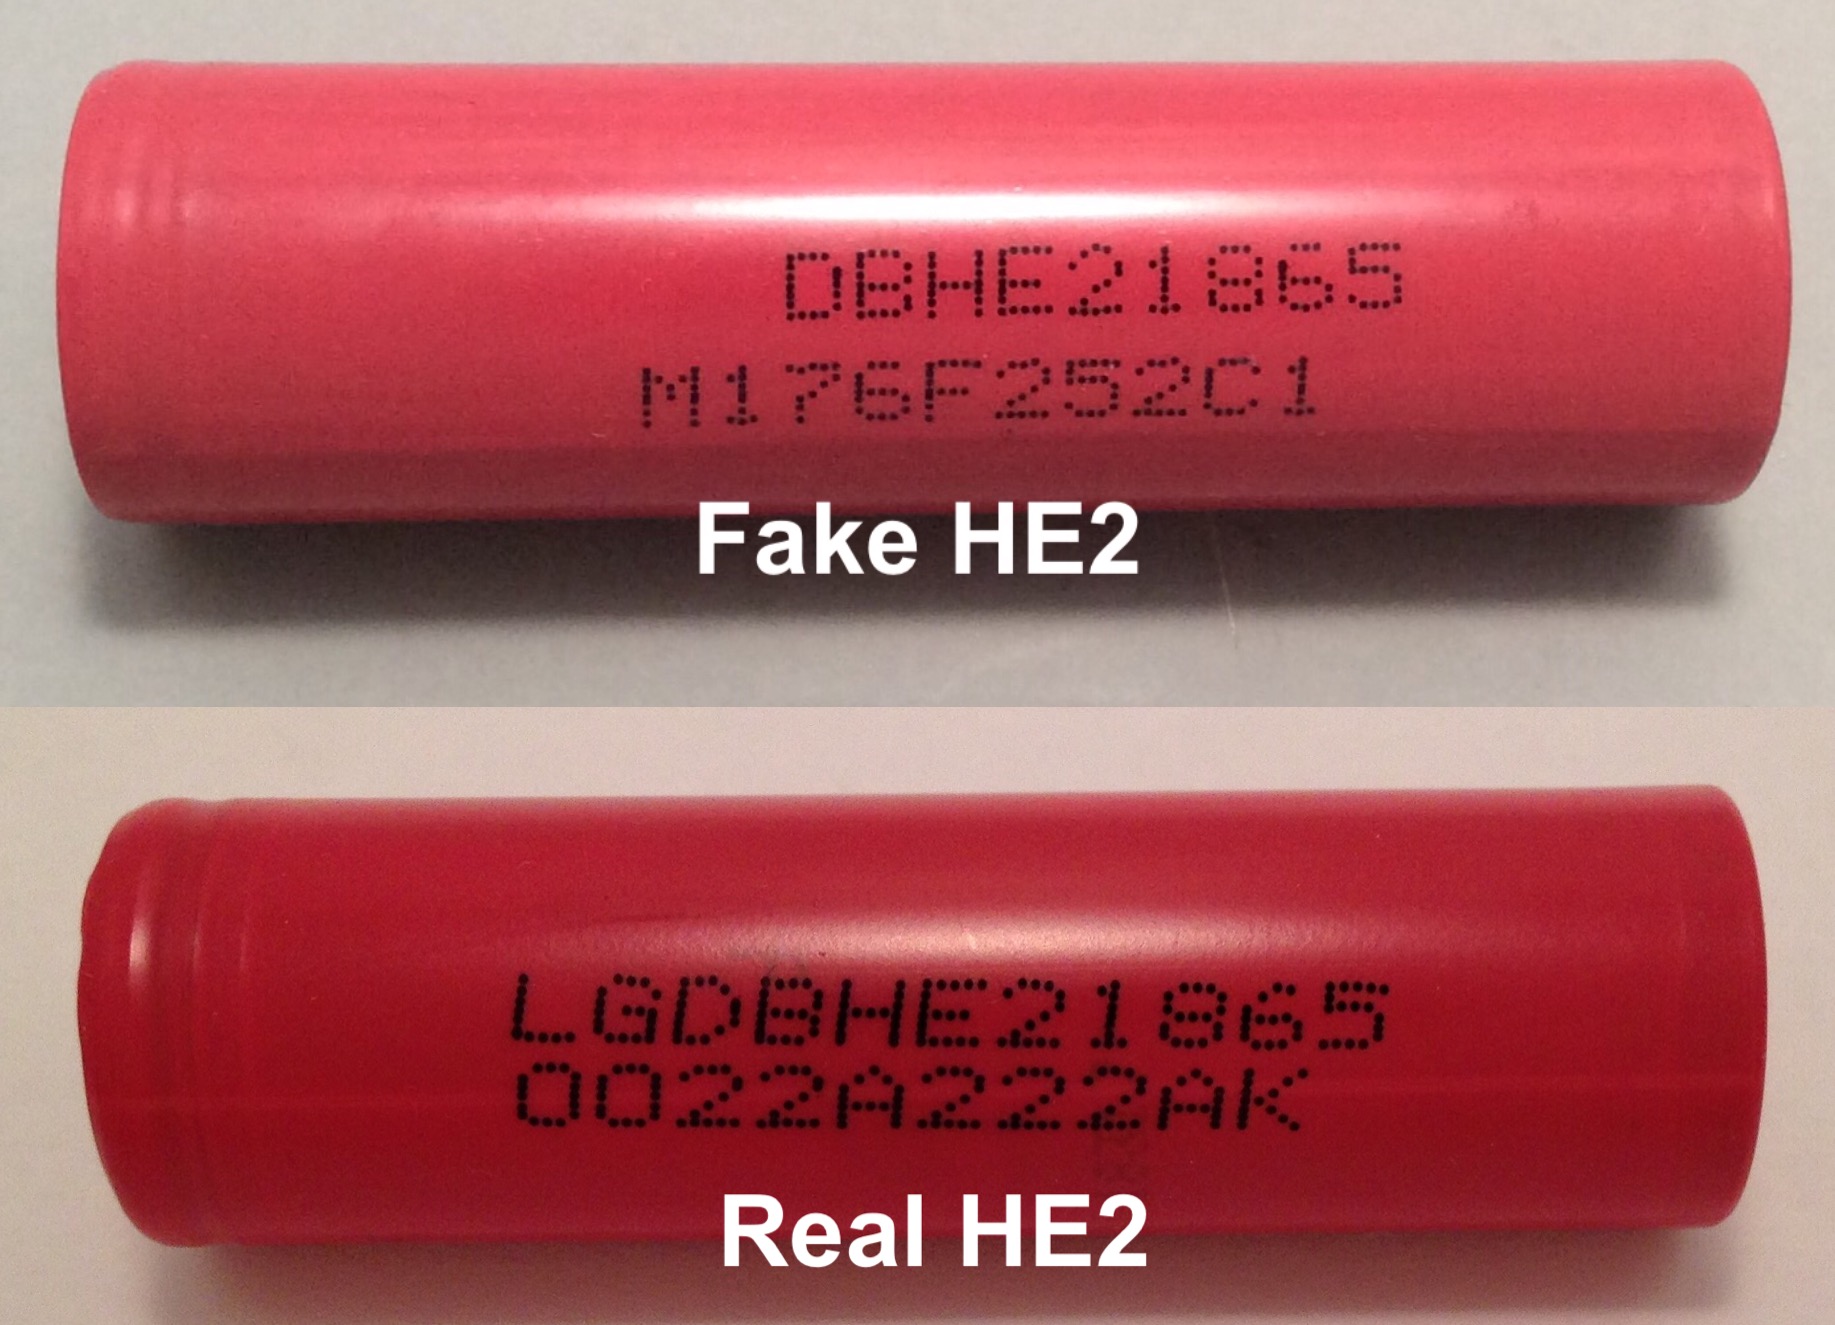 DBHE21865
M176F252C1
Fake HE2
LGDBHE21865
0022A222AK
Real HE2